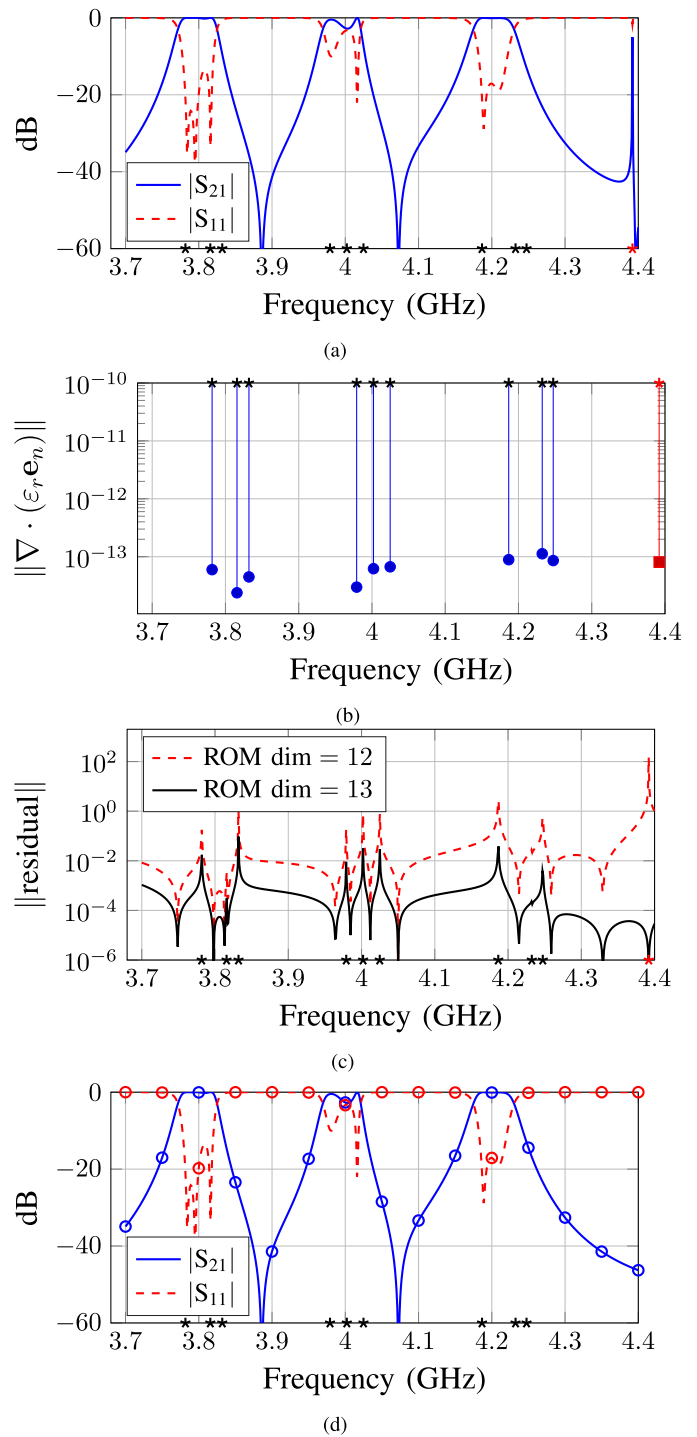 0
−20
−40
−60
dB
|S21|
|S11|
3.7 3.8 3.9 4 4.1 4.2 4.3 4.4
Frequency (GHz)
(a)
10−10
10−11
10−12
10−13
‖∇ · (εr en)‖
3.7 3.8 3.9 4 4.1 4.2 4.3 4.4
Frequency (GHz)
(b)
ROM dim = 12
ROM dim = 13
102
100
10−2
10−4
10−6
‖residual‖
3.7 3.8 3.9 4 4.1 4.2 4.3 4.4
Frequency (GHz)
(c)
0
−20
−40
−60
dB
|S21|
|S11|
3.7 3.8 3.9 4 4.1 4.2 4.3 4.4
Frequency (GHz)
(d)